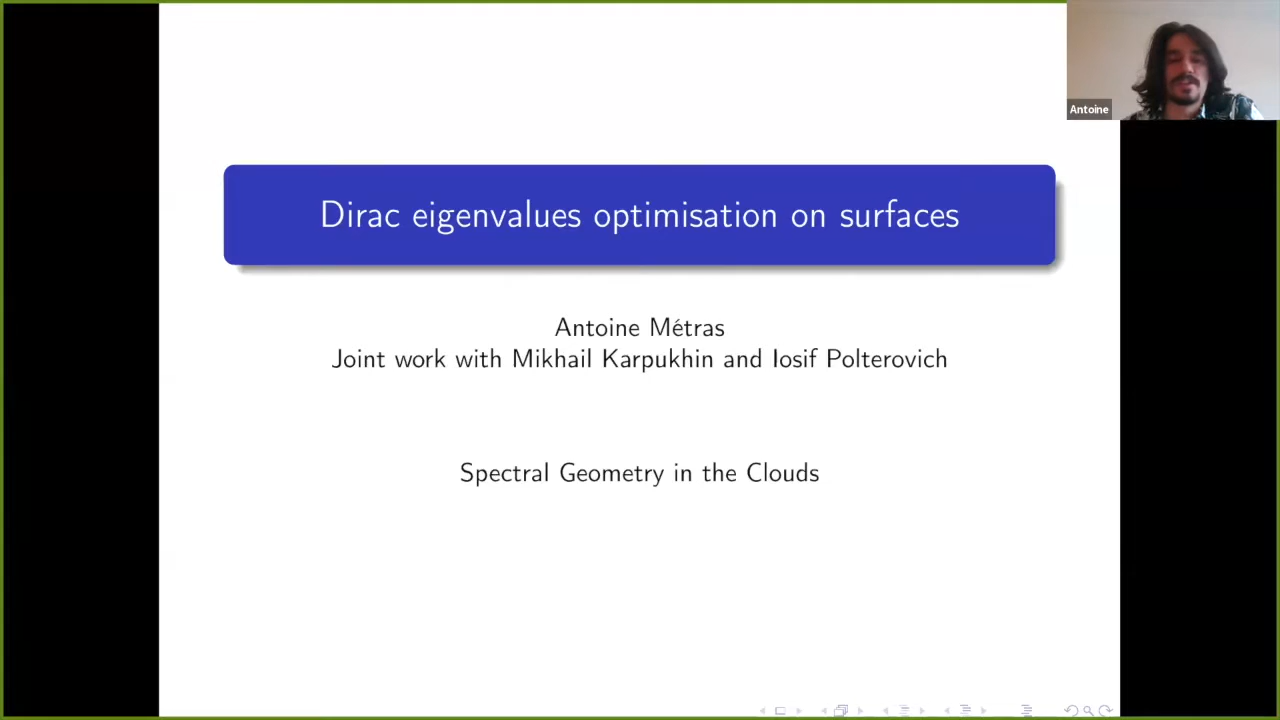 Antoine
Dirac eigenvalues optimisation on surfaces
Antoine Métras
Joint work with Mikhail Karpukhin and Iosif Polterovich
Spectral Geometry in the Clouds